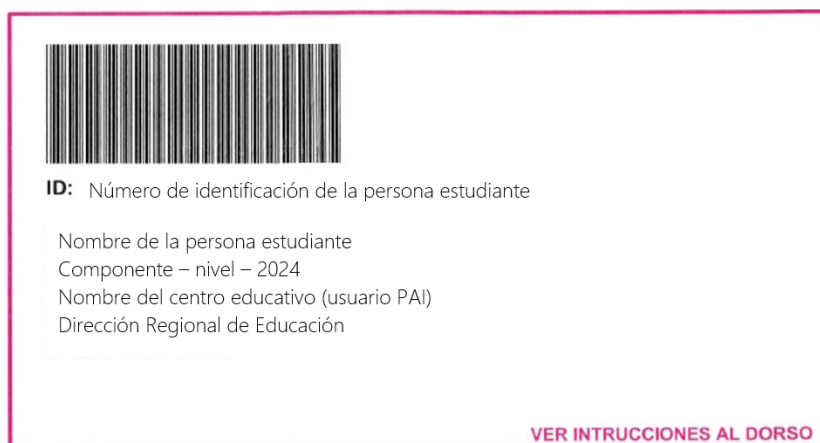 ID: Número de identificación de la persona estudiante
Nombre de la persona estudiante
Componente – nivel – 2024
Nombre del centro educativo (usuario PAI)
Dirección Regional de Educación
VER INTRUCCIONES AL DORSO